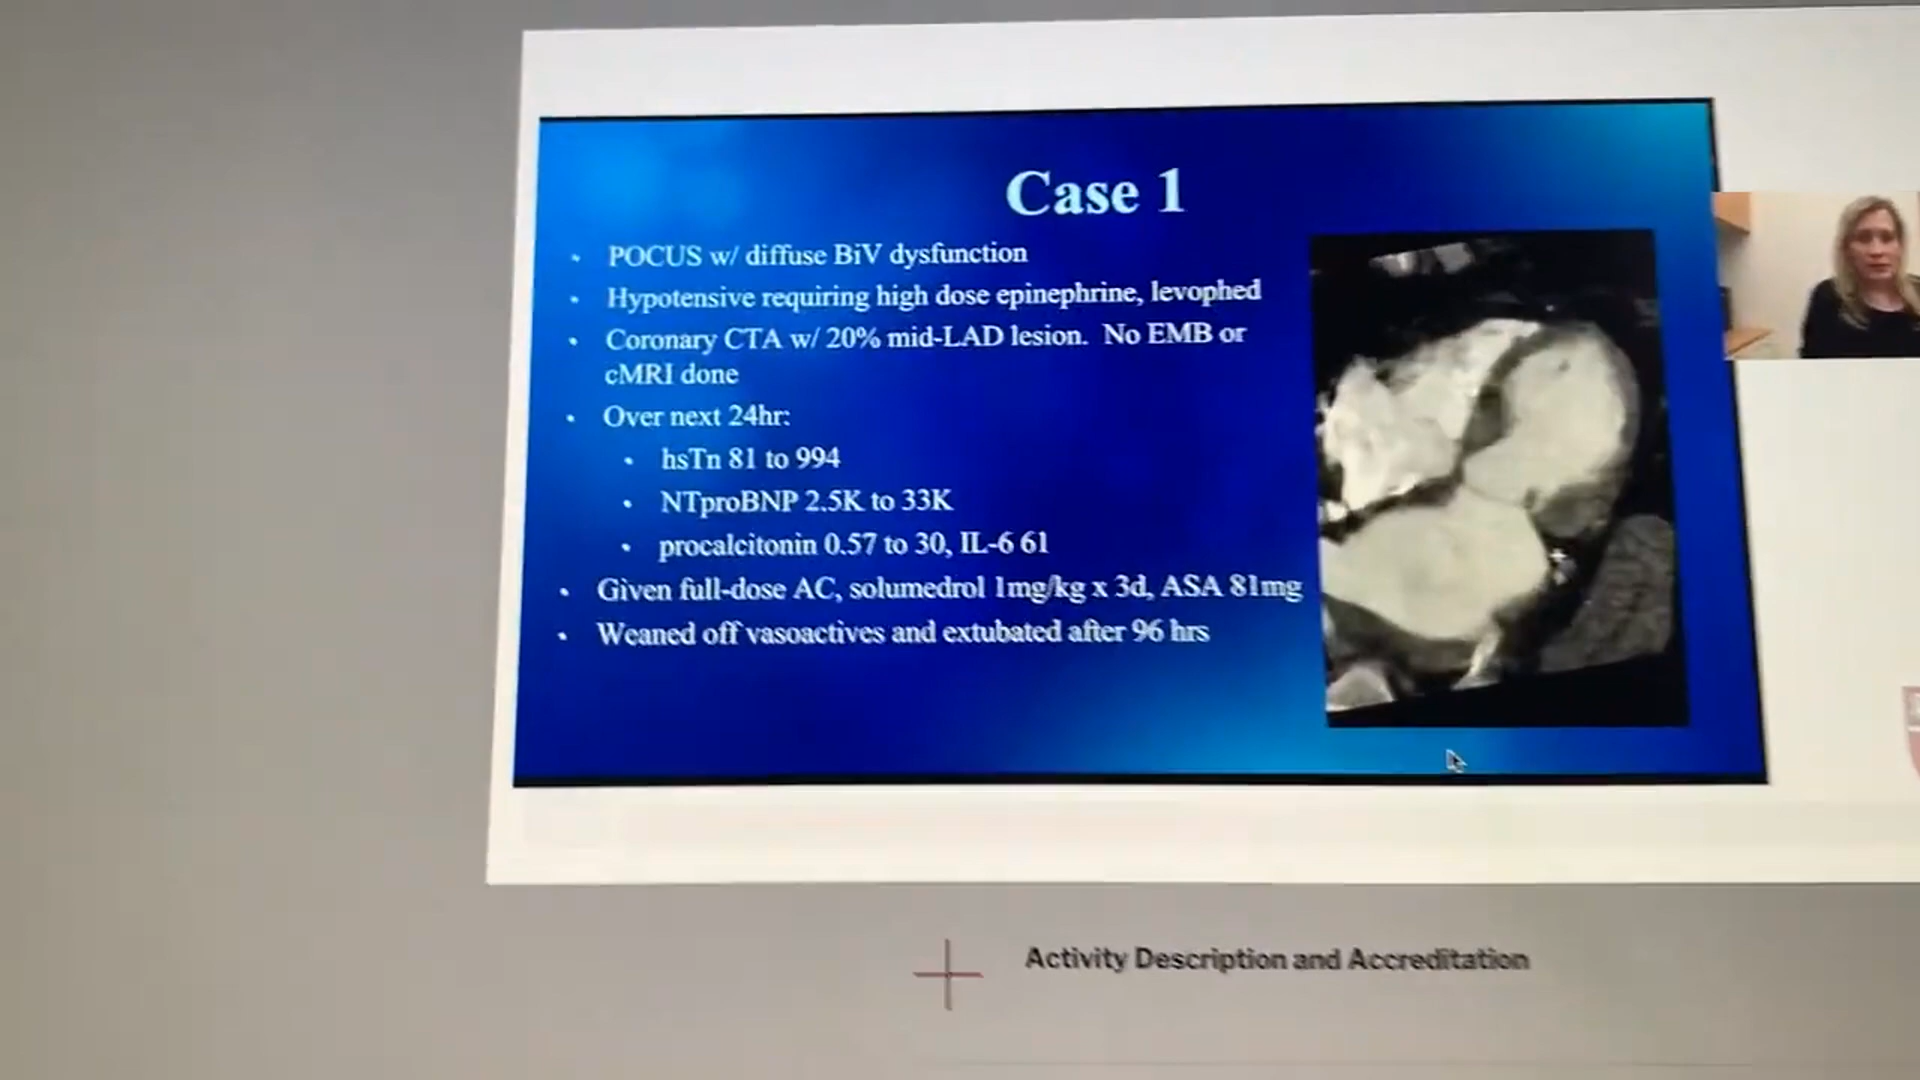 Case 1
POCUS w/ diffuse BiV dysfunction
Hypotensive requiring high dose epinephrine, levophed
Coronary CTA w/ 20% mid-LAD lesion. No EMB or
cMRI done
Over next 24hr:
hsTn 81 to 994
NTproBNP 2.5K to 33K
procalcitonin 0.57 to 30, IL-6 61
Given full-dose AC, solumedrol 1mg/kg x 3d, ASA 81mg
Weaned off vasoactives and extubated after 96 hrs
Activity Description and Accreditation